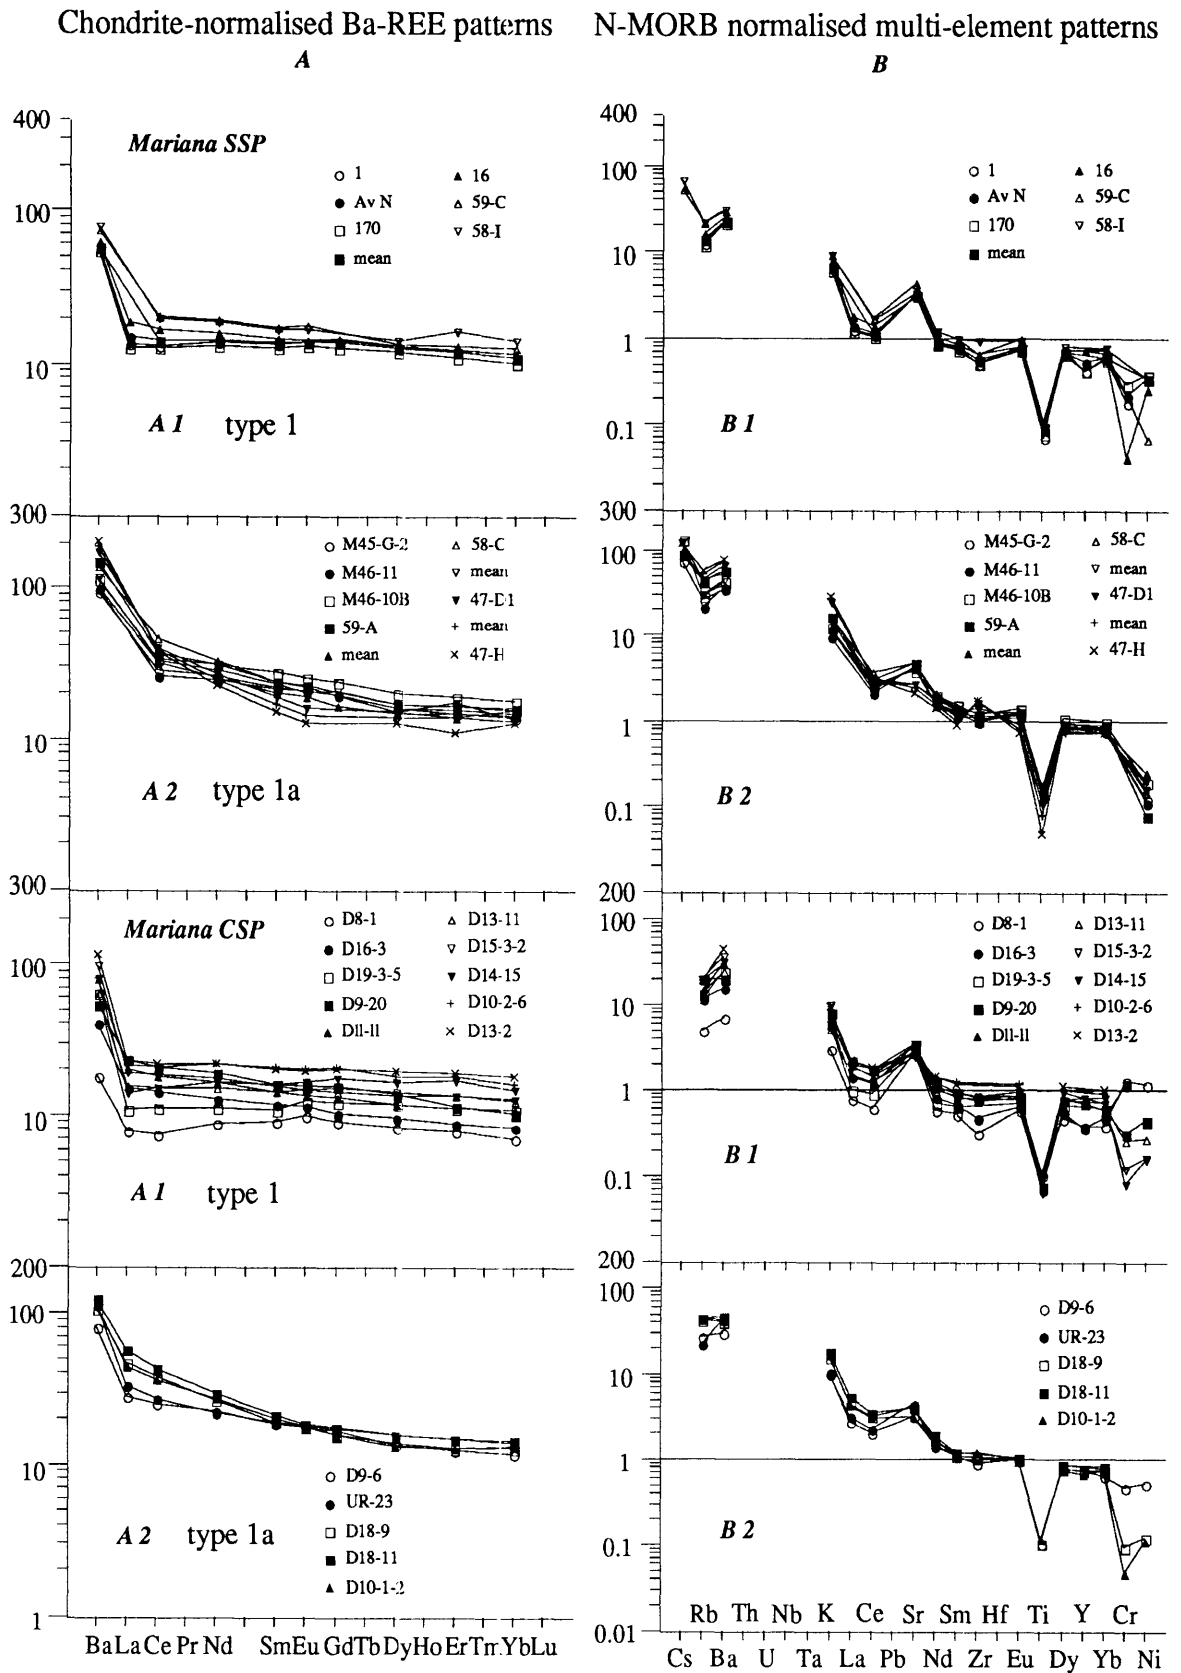 Chondrite-normalised Ba-REE patterns
A
N-MORB normalised multi-element patterns
B
400
100
10
Mariana SSP
1
Av N
170
mean
16
59-C
58-I
A 1 type 1
400
100
10
1
0.1
1
Av N
170
mean
16
59-C
58-I
B 1
300
100
10
M45-G-2
M46-11
M46-10B
59-A
mean
58-C
mean
47-D1
mean
47-H
A 2 type 1a
300
100
10
1
0.1
M45-G-2
M46-11
M46-10B
59-A
mean
58-C
mean
47-D1
mean
47-H
B 2
300
100
10
Mariana CSP
D8-1
D16-3
D19-3-5
D9-20
D11-11
D13-11
D15-3-2
D14-15
D10-2-6
D13-2
A 1 type 1
200
100
10
1
0.1
D8-1
D16-3
D19-3-5
D9-20
D11-11
D13-11
D15-3-2
D14-15
D10-2-6
D13-2
B 1
200
100
10
1
D9-6
UR-23
D18-9
D18-11
D10-1-2
A 2 type 1a
Ba La Ce Pr Nd Sm Eu Gd Tb Dy Ho Er Tm Yb Lu
200
100
10
1
0.1
0.01
D9-6
UR-23
D18-9
D18-11
D10-1-2
B 2
Rb Th Nb K Ce Sr Sm Hf Ti Y Cr
Cs Ba U Ta La Pb Nd Zr Eu Dy Yb Ni